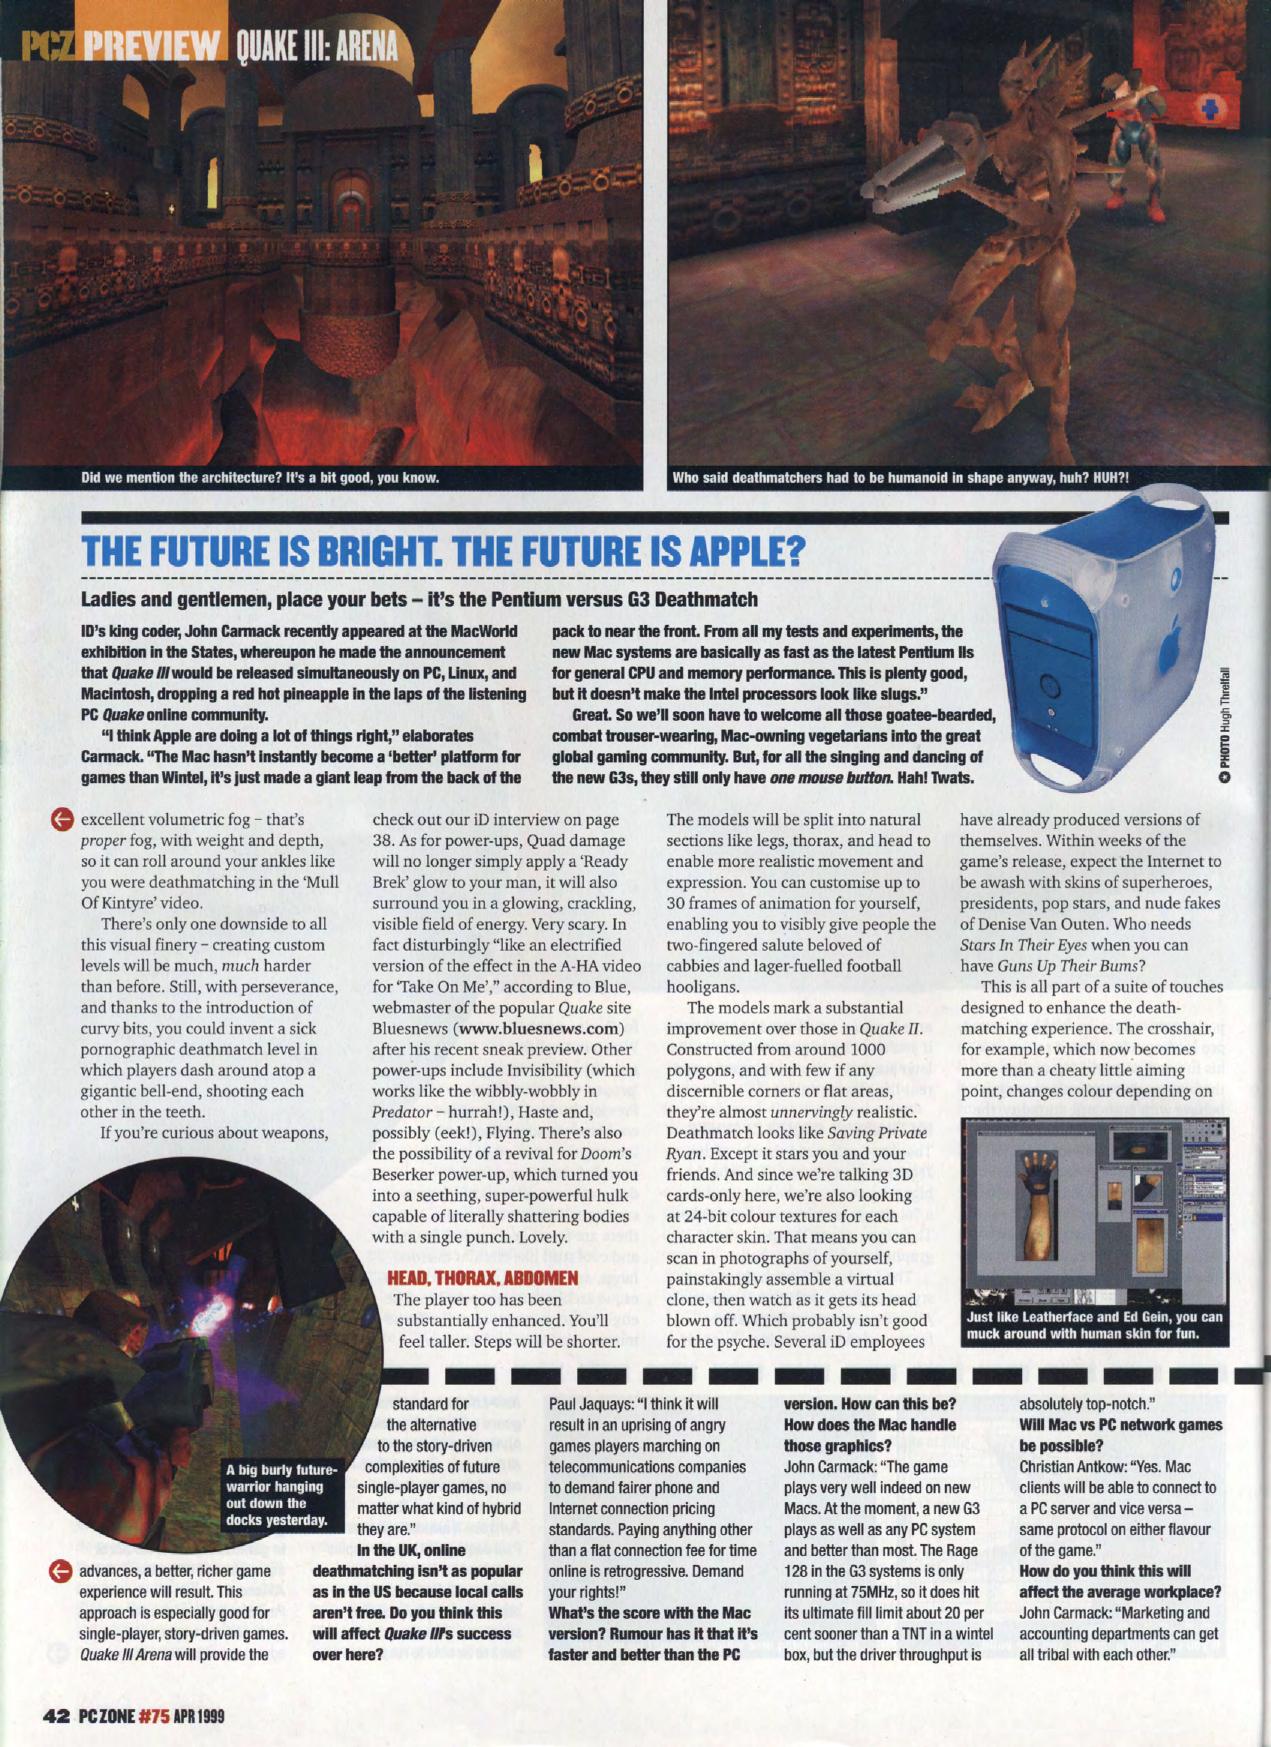 PCZ PREVIEW QUAKE III: ARENA
Did we mention the architecture? It's a bit good, you know.
Who said deathmatchers had to be humanoid in shape anyway, huh? HUH?!
THE FUTURE IS BRIGHT. THE FUTURE IS APPLE?
Ladies and gentlemen, place your bets – it's the Pentium versus G3 Deathmatch
ID's king coder, John Carmack recently appeared at the MacWorld
exhibition in the States, whereupon he made the announcement
that Quake III would be released simultaneously on PC, Linux, and
Macintosh, dropping a red hot pineapple in the laps of the listening
PC Quake online community.
"I think Apple are doing a lot of things right," elaborates
Carmack. "The Mac hasn't instantly become a 'better' platform for
games than Wintel, it's just made a giant leap from the back of the
pack to near the front. From all my tests and experiments, the
new Mac systems are basically as fast as the latest Pentium IIs
for general CPU and memory performance. This is plenty good,
but it doesn't make the Intel processors look like slugs."
Great. So we'll soon have to welcome all those goatee-bearded,
combat trouser-wearing, Mac-owning vegetarians into the great
global gaming community. But, for all the singing and dancing of
the new G3s, they still only have one mouse button. Hah! Twats.
PHOTO Hugh Threlfall
excellent volumetric fog – that's
proper fog, with weight and depth,
so it can roll around your ankles like
you were deathmatching in the 'Mull
Of Kintyre' video.
There's only one downside to all
this visual finery – creating custom
levels will be much, much harder
than before. Still, with perseverance,
and thanks to the introduction of
curvy bits, you could invent a sick
pornographic deathmatch level in
which players dash around atop a
gigantic bell-end, shooting each
other in the teeth.
If you're curious about weapons,
check out our iD interview on page
38. As for power-ups, Quad damage
will no longer simply apply a 'Ready
Brek' glow to your man, it will also
surround you in a glowing, crackling,
visible field of energy. Very scary. In
fact disturbingly "like an electrified
version of the effect in the A-HA video
for 'Take On Me'," according to Blue,
webmaster of the popular Quake site
Bluesnews (www.bluesnews.com)
after his recent sneak preview. Other
power-ups include Invisibility (which
works like the wibbly-wobbly in
Predator – hurrah!), Haste and,
possibly (eek!), Flying. There's also
the possibility of a revival for Doom's
Beserker power-up, which turned you
into a seething, super-powerful hulk
capable of literally shattering bodies
with a single punch. Lovely.
HEAD, THORAX, ABDOMEN
The player too has been
substantially enhanced. You'll
feel taller. Steps will be shorter.
The models will be split into natural
sections like legs, thorax, and head to
enable more realistic movement and
expression. You can customise up to
30 frames of animation for yourself,
enabling you to visibly give people the
two-fingered salute beloved of
cabbies and lager-fuelled football
hooligans.
The models mark a substantial
improvement over those in Quake II.
Constructed from around 1000
polygons, and with few if any
discernible corners or flat areas,
they're almost unnervingly realistic.
Deathmatch looks like Saving Private
Ryan. Except it stars you and your
friends. And since we're talking 3D
cards-only here, we're also looking
at 24-bit colour textures for each
character skin. That means you can
scan in photographs of yourself,
painstakingly assemble a virtual
clone, then watch as it gets its head
blown off. Which probably isn't good
for the psyche. Several iD employees
have already produced versions of
themselves. Within weeks of the
game's release, expect the Internet to
be awash with skins of superheroes,
presidents, pop stars, and nude fakes
of Denise Van Outen. Who needs
Stars In Their Eyes when you can
have Guns Up Their Bums?
This is all part of a suite of touches
designed to enhance the death-
matching experience. The crosshair,
for example, which now becomes
more than a cheaty little aiming
point, changes colour depending on
Just like Leatherface and Ed Gein, you can
muck around with human skin for fun.
A big burly future-
warrior hanging
out down the
docks yesterday.
advances, a better, richer game
experience will result. This
approach is especially good for
single-player, story-driven games.
Quake III Arena will provide the
standard for
the alternative
to the story-driven
complexities of future
single-player games, no
matter what kind of hybrid
they are."
In the UK, online
deathmatching isn't as popular
as in the US because local calls
aren't free. Do you think this
will affect Quake III's success
over here?
Paul Jaquays: "I think it will
result in an uprising of angry
games players marching on
telecommunications companies
to demand fairer phone and
Internet connection pricing
standards. Paying anything other
than a flat connection fee for time
online is retrogressive. Demand
your rights!"
What's the score with the Mac
version? Rumour has it that it's
faster and better than the PC
version. How can this be?
How does the Mac handle
those graphics?
John Carmack: "The game
plays very well indeed on new
Macs. At the moment, a new G3
plays as well as any PC system
and better than most. The Rage
128 in the G3 systems is only
running at 75MHz, so it does hit
its ultimate fill limit about 20 per
cent sooner than a TNT in a wintel
box, but the driver throughput is
absolutely top-notch."
Will Mac vs PC network games
be possible?
Christian Antkow: "Yes. Mac
clients will be able to connect to
a PC server and vice versa –
same protocol on either flavour
of the game."
How do you think this will
affect the average workplace?
John Carmack: "Marketing and
accounting departments can get
all tribal with each other."
42 PC ZONE #75 APR 1999